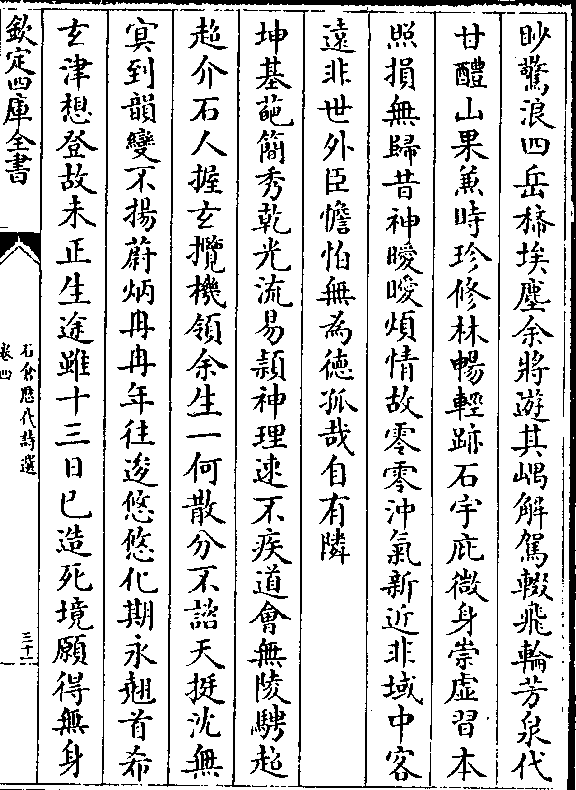 眇驚浪四岳稊埃塵余將遊其嵎解駕輟飛輪芳泉代
甘醴山果兼時珍修林暢輕跡石宇庇微身崇虛習本
照損無歸昔神曖曖煩情故零零沖氣新近非域中客
遠非世外臣憺怕無為徳孤哉自有隣
坤基葩簡秀乾光流易穎神理速不疾道會無陵騁超
超介石人握玄攬機領余生一何散分不諮天挺沈無
㝠到韻變不揚蔚炳冉冉年往逡悠悠化期永翹首希
玄津想登故未正生途雖十三日已造死境願得無身
欽定四庫全書
石倉歴代詩選
卷四
三十一